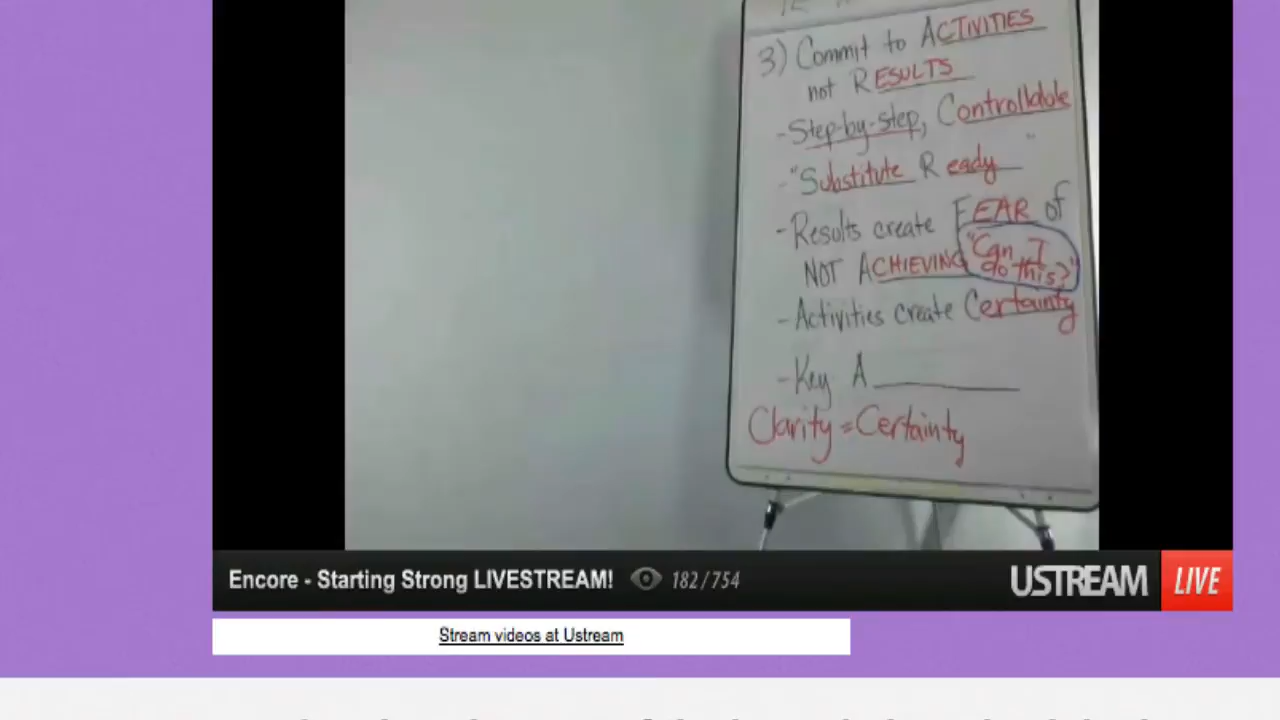 3) Commit to ACTIVITIES
not RESULTS
-Step-by-step, Controllable
-"Substitute Ready"
-Results create FEAR of
NOT ACHIEVING "Can I do this?"
-Activities create Certainty
-Key A__________
Clarity = Certainty
Encore - Starting Strong LIVESTREAM! 182/754 USTREAM LIVE
Stream videos at Ustream